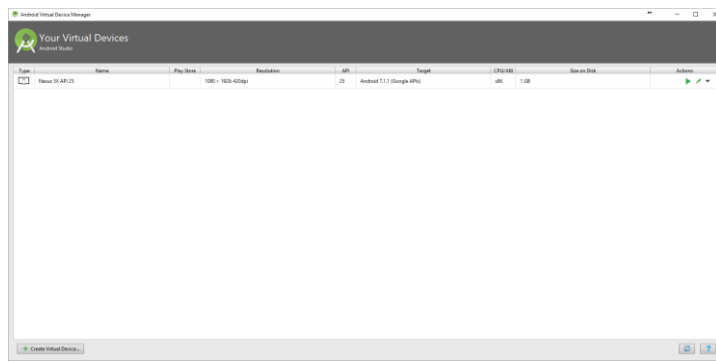 Android Virtual Device Manager
Your Virtual Devices
Android Studio
Type Name Play Store Resolution API Target CPU/ABI Size on Disk Actions
Nexus 5X API 25 1080 × 1920: 420dpi 25 Android 7.1.1 (Google APIs) x86 1 GB
+ Create Virtual Device...
?